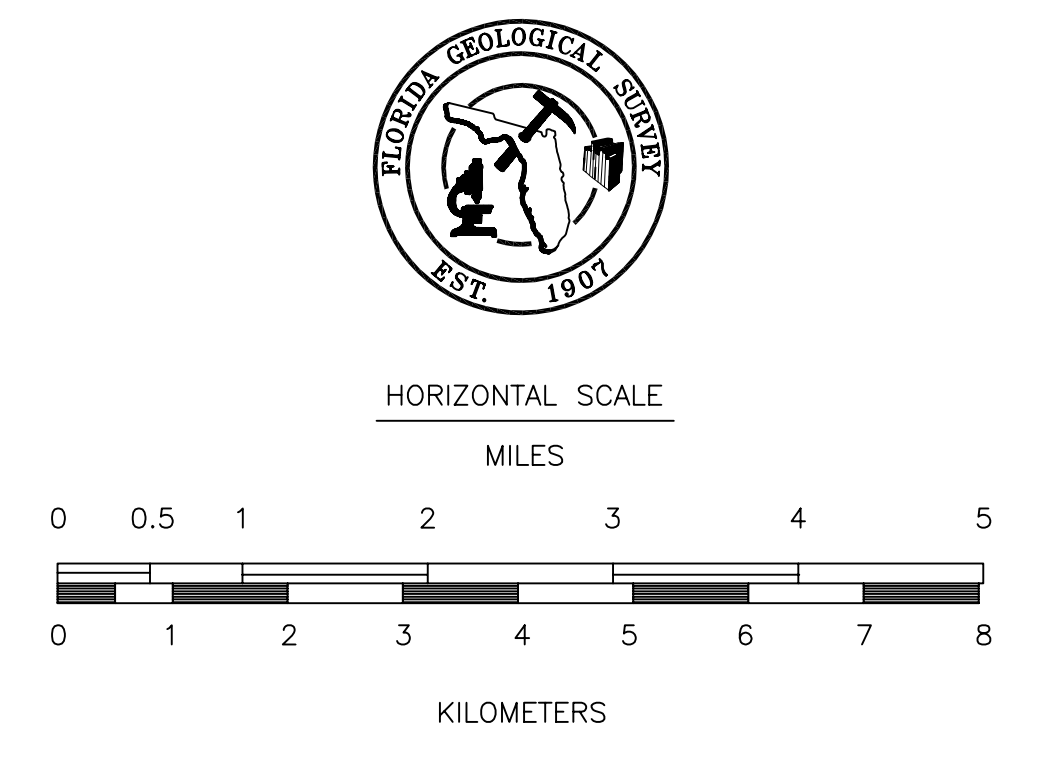 FLORIDA GEOLOGICAL SURVEY
EST. 1907
HORIZONTAL SCALE
MILES
0 0.5 1 2 3 4 5
0 1 2 3 4 5 6 7 8
KILOMETERS